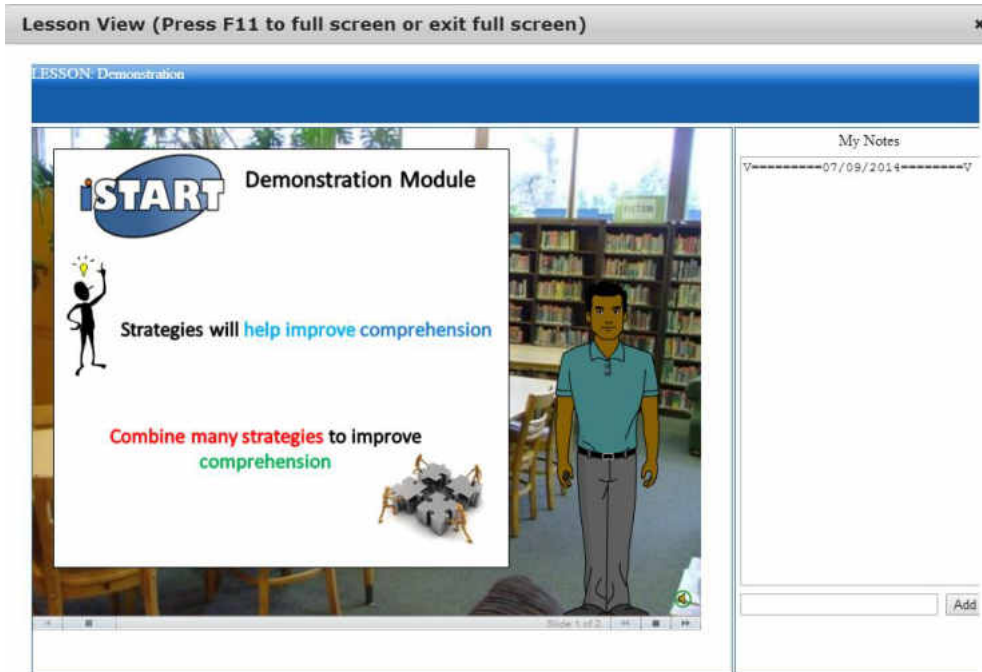 Lesson View (Press F11 to full screen or exit full screen)
LESSON: Demonstration
iSTART
Demonstration Module
Strategies will help improve comprehension
Combine many strategies to improve
comprehension
FICTION
Slide 1 of 2
My Notes
V=========07/09/2014========V
Add